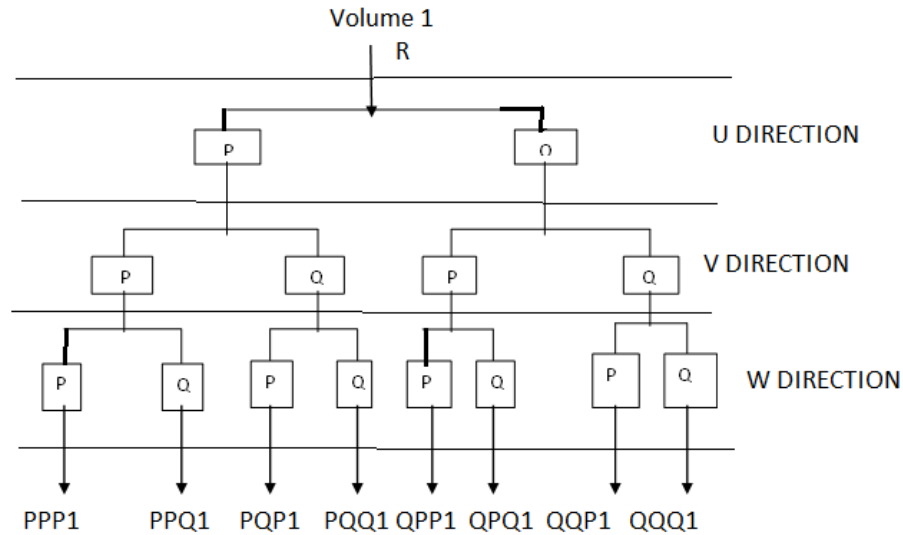 Volume 1
R
P
Q
U DIRECTION
P
Q
P
Q
V DIRECTION
P
Q
P
Q
P
Q
P
Q
W DIRECTION
PPP1 PPQ1 PQP1 PQQ1 QPP1 QPQ1 QQP1 QQQ1